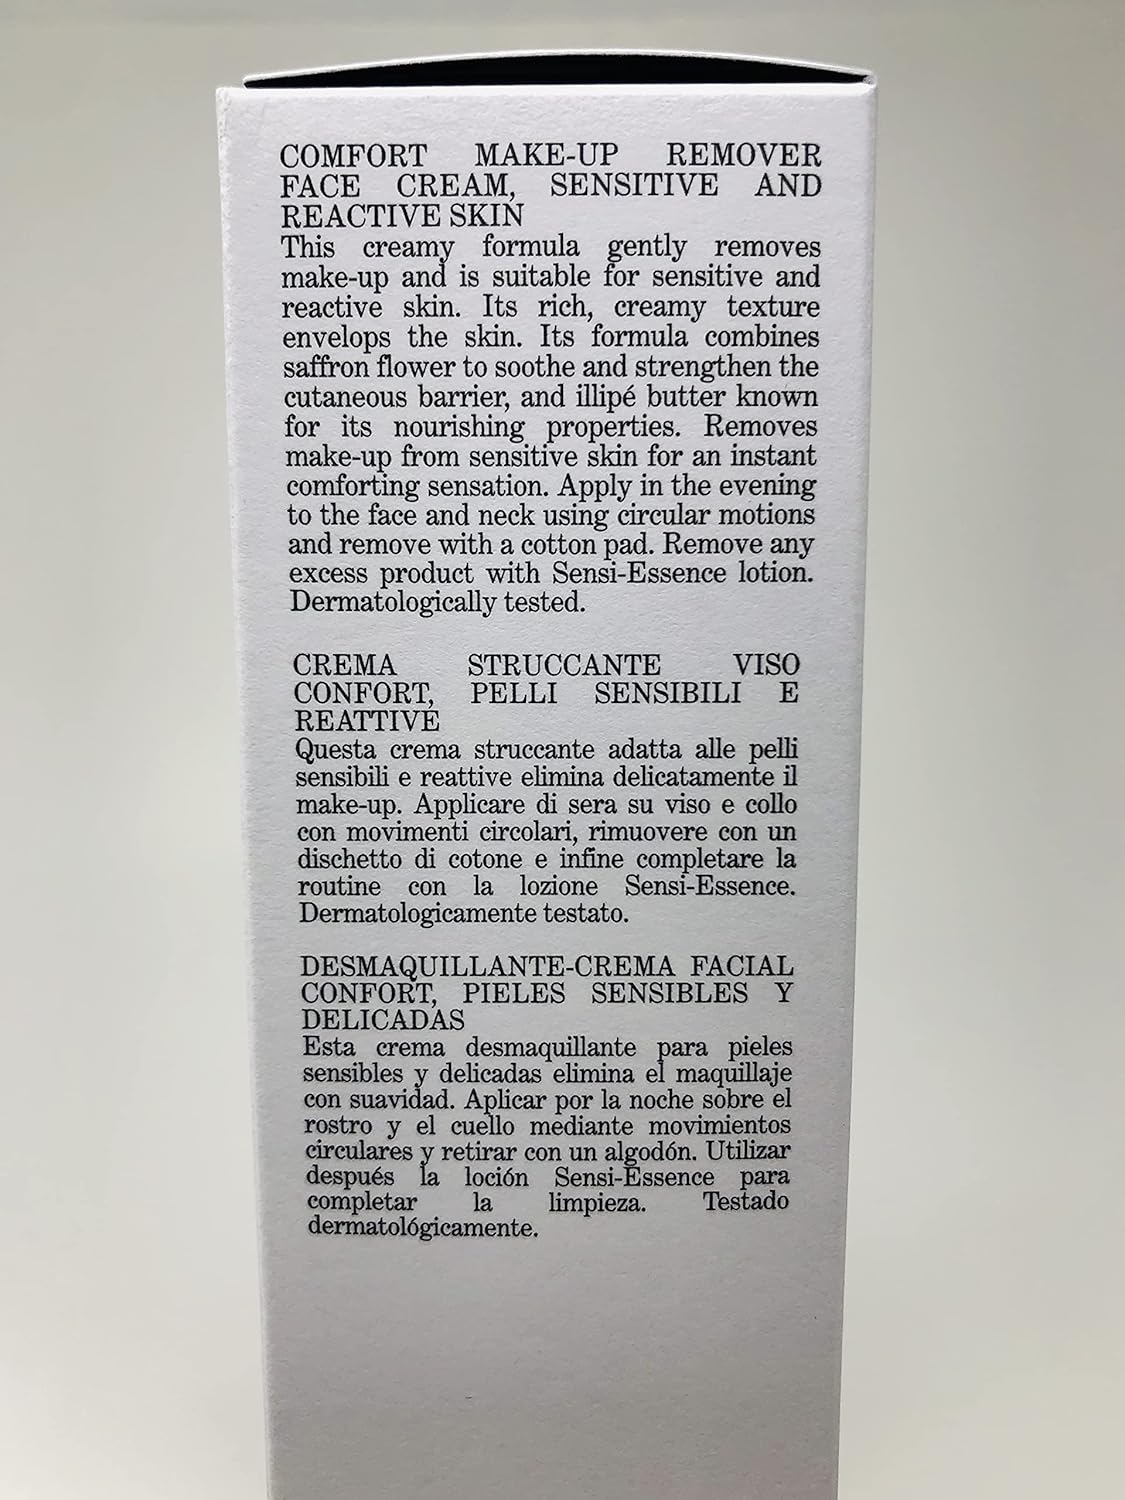 COMFORT MAKE-UP REMOVER
FACE CREAM, SENSITIVE AND
REACTIVE SKIN
This creamy formula gently removes
make-up and is suitable for sensitive and
reactive skin. Its rich, creamy texture
envelops the skin. Its formula combines
saffron flower to soothe and strengthen the
cutaneous barrier, and illipé butter known
for its nourishing properties. Removes
make-up from sensitive skin for an instant
comforting sensation. Apply in the evening
to the face and neck using circular motions
and remove with a cotton pad. Remove any
excess product with Sensi-Essence lotion.
Dermatologically tested.
CREMA STRUCCANTE VISO
CONFORT, PELLI SENSIBILI E
REATTIVE
Questa crema struccante adatta alle pelli
sensibili e reattive elimina delicatamente il
make-up. Applicare di sera su viso e collo
con movimenti circolari, rimuovere con un
dischetto di cotone e infine completare la
routine con la lozione Sensi-Essence.
Dermatologicamente testato.
DESMAQUILLANTE-CREMA FACIAL
CONFORT, PIELES SENSIBLES Y
DELICADAS
Esta crema desmaquillante para pieles
sensibles y delicadas elimina el maquillaje
con suavidad. Aplicar por la noche sobre el
rostro y el cuello mediante movimientos
circulares y retirar con un algodón. Utilizar
después la loción Sensi-Essence para
completar la limpieza. Testado
dermatológicamente.